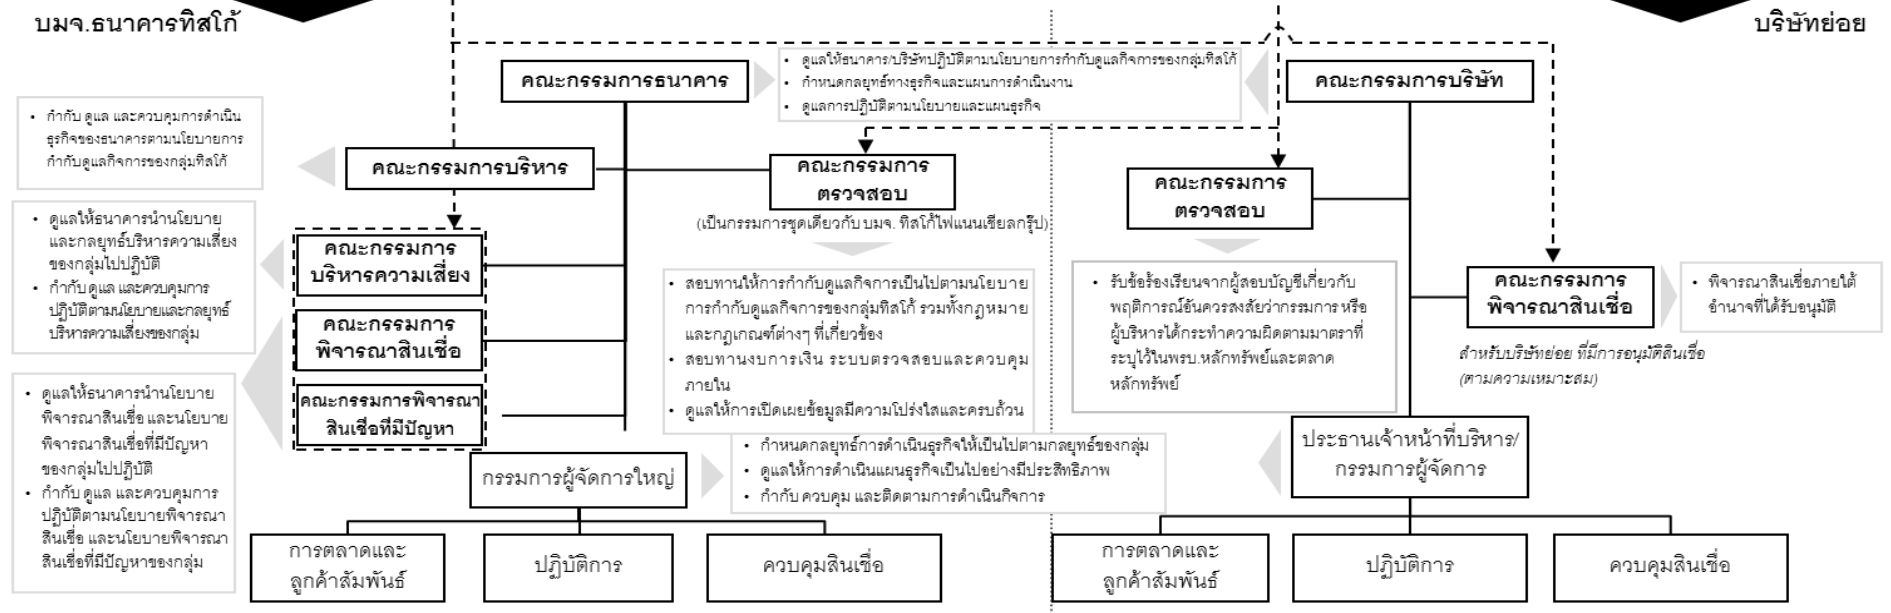 บมจ.ธนาคารทิสโก้
บริษัทย่อย
คณะกรรมการธนาคาร
• ดูแลให้ธนาคาร/บริษัทปฏิบัติตามนโยบายการกำกับดูแลกิจการของกลุ่มทิสโก้
• กำหนดกลยุทธ์ทางธุรกิจและแผนการดำเนินงาน
• ดูแลการปฏิบัติตามนโยบายและแผนธุรกิจ
คณะกรรมการบริษัท
• กำกับ ดูแล และควบคุมการดำเนิน
ธุรกิจของธนาคารตามนโยบายการ
กำกับดูแลกิจการของกลุ่มทิสโก้
คณะกรรมการบริหาร
คณะกรรมการ
ตรวจสอบ
(เป็นกรรมการชุดเดียวกับ บมจ. ทิสโก้ไฟแนนเชียลกรุ๊ป)
คณะกรรมการ
ตรวจสอบ
• ดูแลให้ธนาคารนำนโยบาย
และกลยุทธ์บริหารความเสี่ยง
ของกลุ่มไปปฏิบัติ
• กำกับ ดูแล และควบคุมการ
ปฏิบัติตามนโยบายและกลยุทธ์
บริหารความเสี่ยงของกลุ่ม
คณะกรรมการ
บริหารความเสี่ยง
คณะกรรมการ
พิจารณาสินเชื่อ
คณะกรรมการพิจารณา
สินเชื่อที่มีปัญหา
• สอบทานให้การกำกับดูแลกิจการเป็นไปตามนโยบาย
การกำกับดูแลกิจการของกลุ่มทิสโก้ รวมทั้งกฎหมาย
และกฎเกณฑ์ต่างๆ ที่เกี่ยวข้อง
• สอบทานงบการเงิน ระบบตรวจสอบและควบคุม
ภายใน
• ดูแลให้การเปิดเผยข้อมูลมีความโปร่งใสและครบถ้วน
• รับข้อร้องเรียนจากผู้สอบบัญชีเกี่ยวกับ
พฤติการณ์อันควรสงสัยว่ากรรมการ หรือ
ผู้บริหารได้กระทำความผิดตามมาตราที่
ระบุไว้ในพรบ.หลักทรัพย์และตลาด
หลักทรัพย์
คณะกรรมการ
พิจารณาสินเชื่อ
• พิจารณาสินเชื่อภายใต้
อำนาจที่ได้รับอนุมัติ
สำหรับบริษัทย่อย ที่มีการอนุมัติสินเชื่อ
(ตามความเหมาะสม)
• ดูแลให้ธนาคารนำนโยบาย
พิจารณาสินเชื่อ และนโยบาย
พิจารณาสินเชื่อที่มีปัญหา
ของกลุ่มไปปฏิบัติ
• กำกับ ดูแล และควบคุมการ
ปฏิบัติตามนโยบายพิจารณา
สินเชื่อ และนโยบายพิจารณา
สินเชื่อที่มีปัญหาของกลุ่ม
กรรมการผู้จัดการใหญ่
• กำหนดกลยุทธ์การดำเนินธุรกิจให้เป็นไปตามกลยุทธ์ของกลุ่ม
• ดูแลให้การดำเนินแผนธุรกิจเป็นไปอย่างมีประสิทธิภาพ
• กำกับ ควบคุม และติดตามการดำเนินกิจการ
ประธานเจ้าหน้าที่บริหาร/
กรรมการผู้จัดการ
การตลาดและ
ลูกค้าสัมพันธ์
ปฏิบัติการ
ควบคุมสินเชื่อ
การตลาดและ
ลูกค้าสัมพันธ์
ปฏิบัติการ
ควบคุมสินเชื่อ